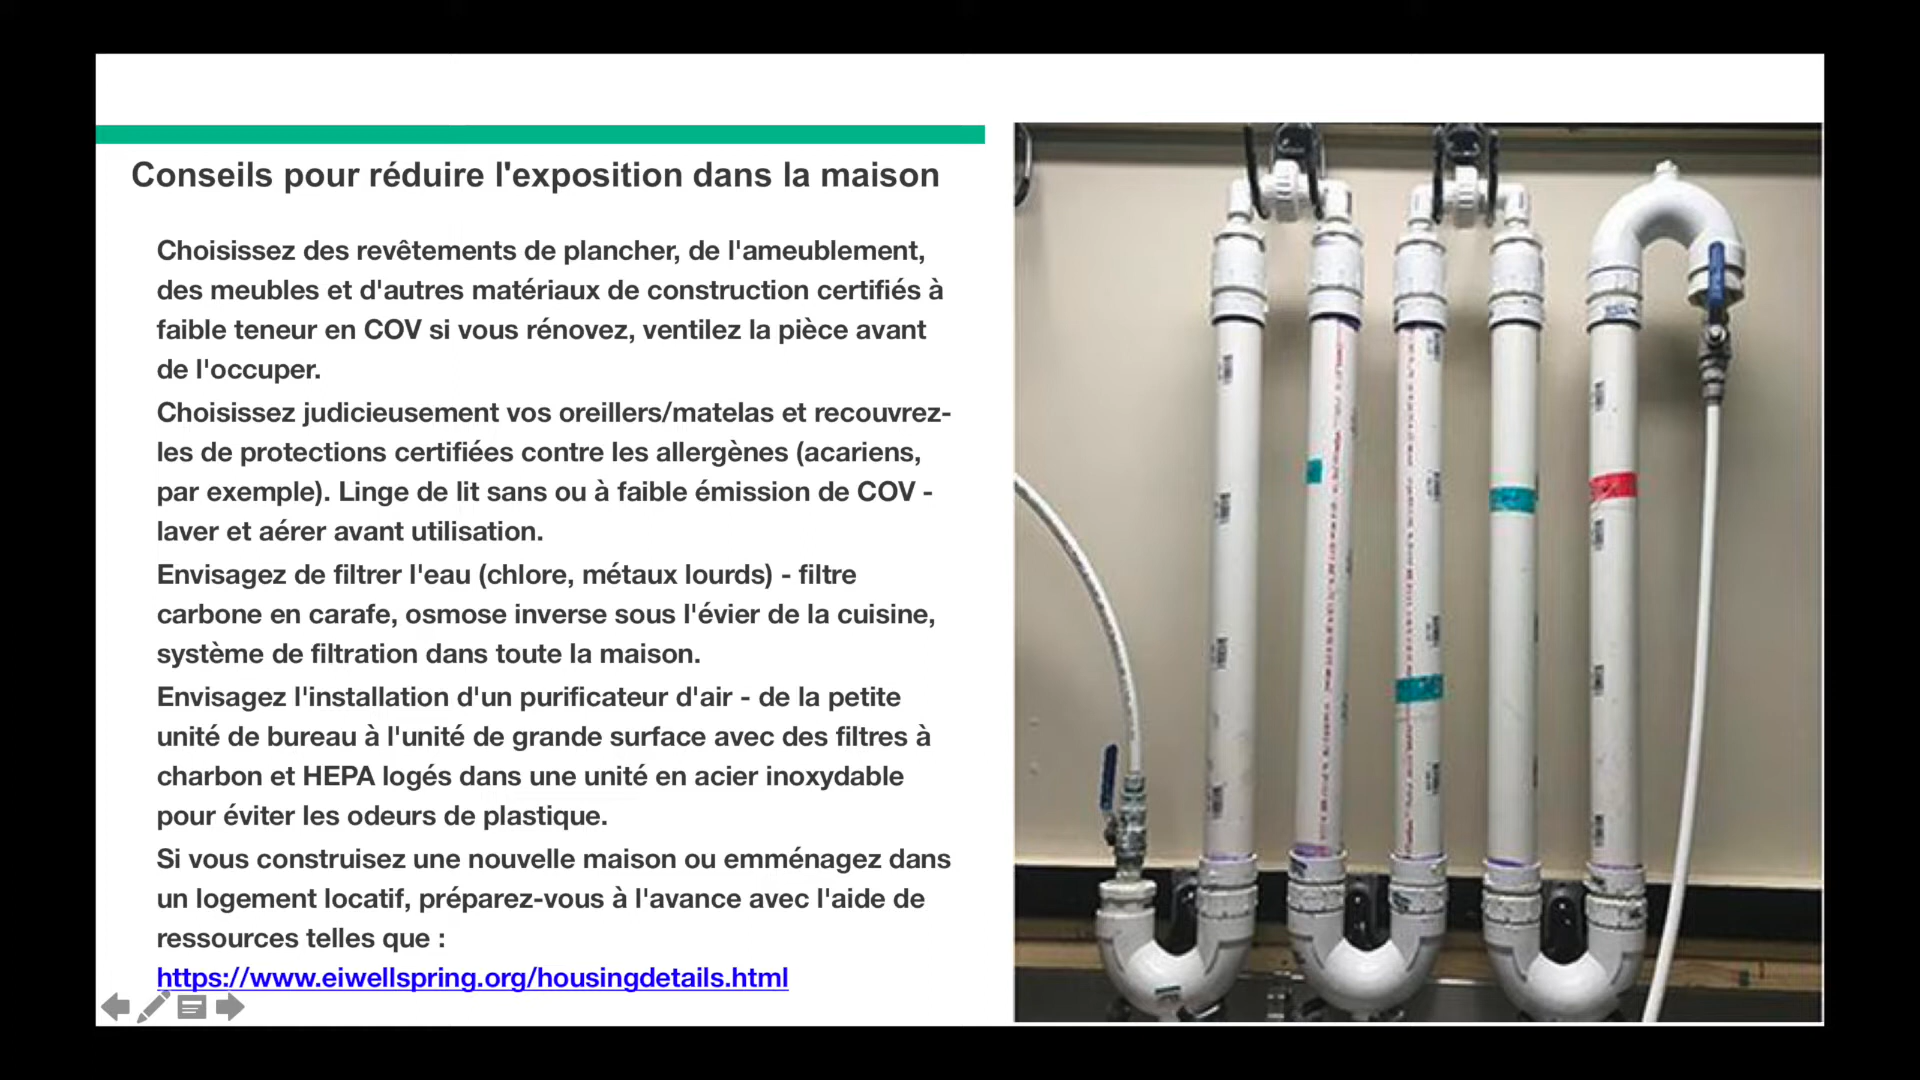 Conseils pour réduire l'exposition dans la maison
Choisissez des revêtements de plancher, de l'ameublement,
des meubles et d'autres matériaux de construction certifiés à
faible teneur en COV si vous rénovez, ventilez la pièce avant
de l'occuper.
Choisissez judicieusement vos oreillers/matelas et recouvrez-
les de protections certifiées contre les allergènes (acariens,
par exemple). Linge de lit sans ou à faible émission de COV -
laver et aérer avant utilisation.
Envisagez de filtrer l'eau (chlore, métaux lourds) - filtre
carbone en carafe, osmose inverse sous l'évier de la cuisine,
système de filtration dans toute la maison.
Envisagez l'installation d'un purificateur d'air - de la petite
unité de bureau à l'unité de grande surface avec des filtres à
charbon et HEPA logés dans une unité en acier inoxydable
pour éviter les odeurs de plastique.
Si vous construisez une nouvelle maison ou emménagez dans
un logement locatif, préparez-vous à l'avance avec l'aide de
ressources telles que :
https://www.eiwellspring.org/housingdetails.html